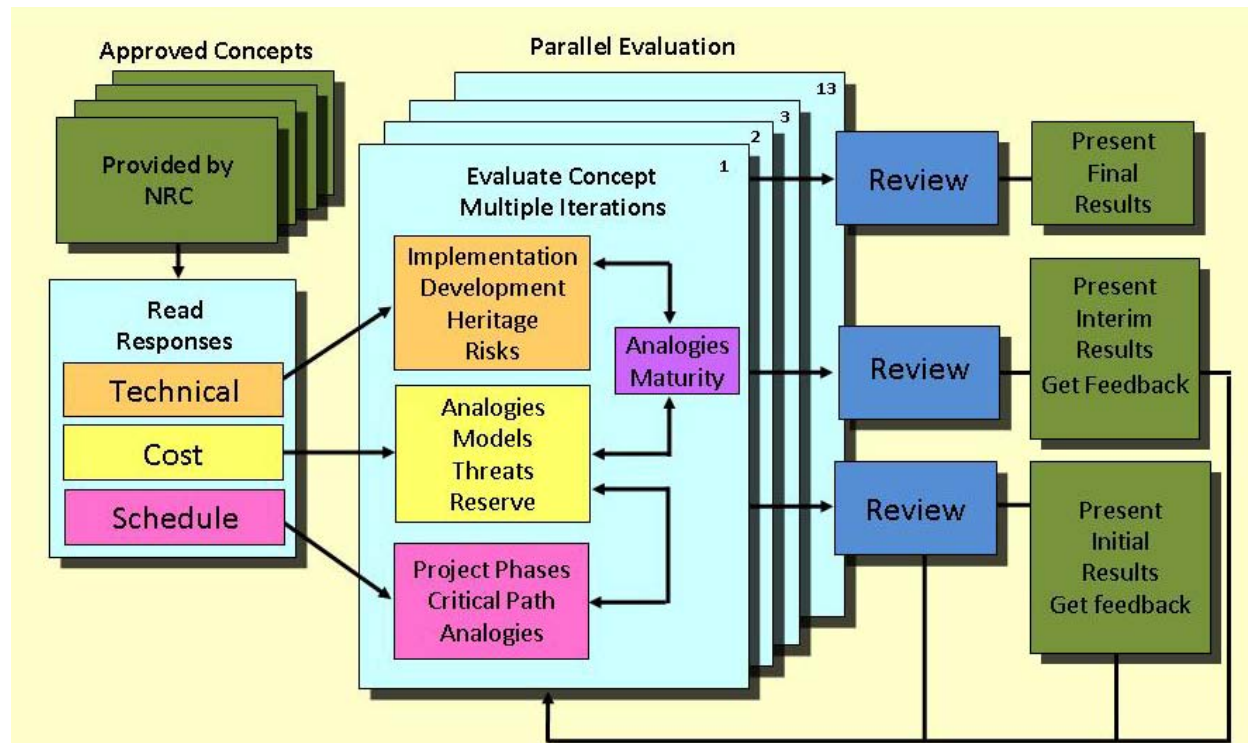 Approved Concepts
Provided by
NRC
Read
Responses
Technical
Cost
Schedule
Parallel Evaluation
13
3
2
1
Evaluate Concept
Multiple Iterations
Implementation
Development
Heritage
Risks
Analogies
Maturity
Analogies
Models
Threats
Reserve
Project Phases
Critical Path
Analogies
Review
Present
Final
Results
Review
Present
Interim
Results
Get Feedback
Review
Present
Initial
Results
Get feedback